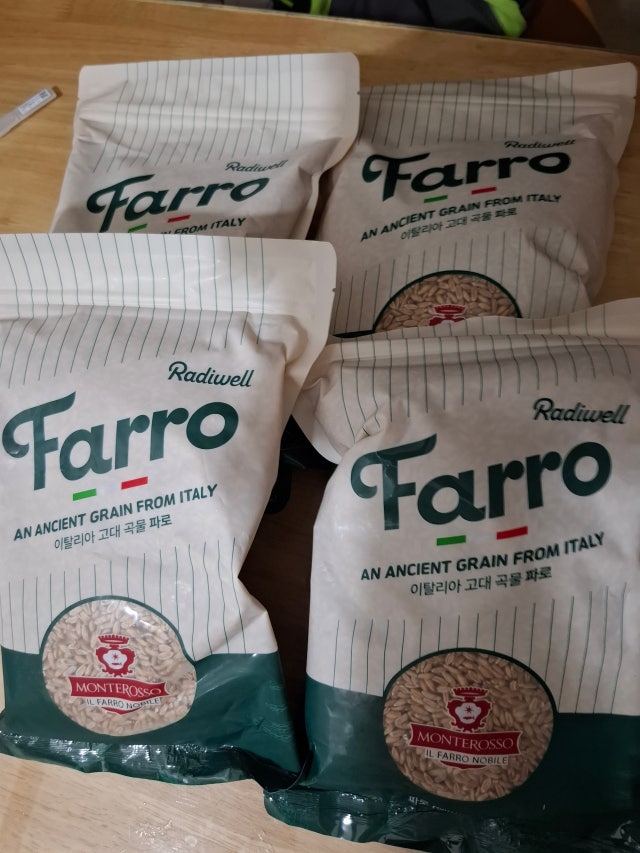 Radiwell
Farro
AIN FROM ITALY
Radiwell
Farro
AN ANCIENT GRAIN FROM ITALY
이탈리아 고대 곡물 파로
Radiwell
Farro
AN ANCIENT GRAIN FROM ITALY
이탈리아 고대 곡물 파로
MONTEROSSO
IL FARRO NOBILE
Radiwell
Farro
AN ANCIENT GRAIN FROM ITALY
이탈리아 고대 곡물 파로
MONTEROSSO
IL FARRO NOBILE